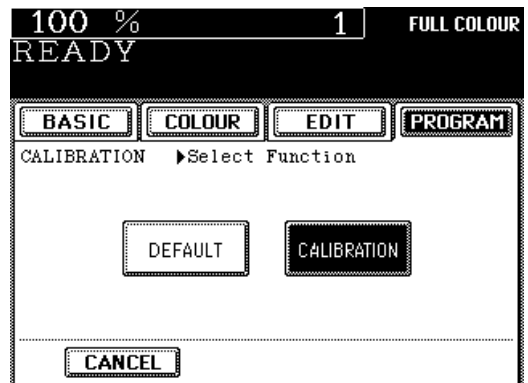 100 % 1 FULL COLOUR
READY
BASIC COLOUR EDIT PROGRAM
CALIBRATION ▶Select Function
DEFAULT CALIBRATION
CANCEL